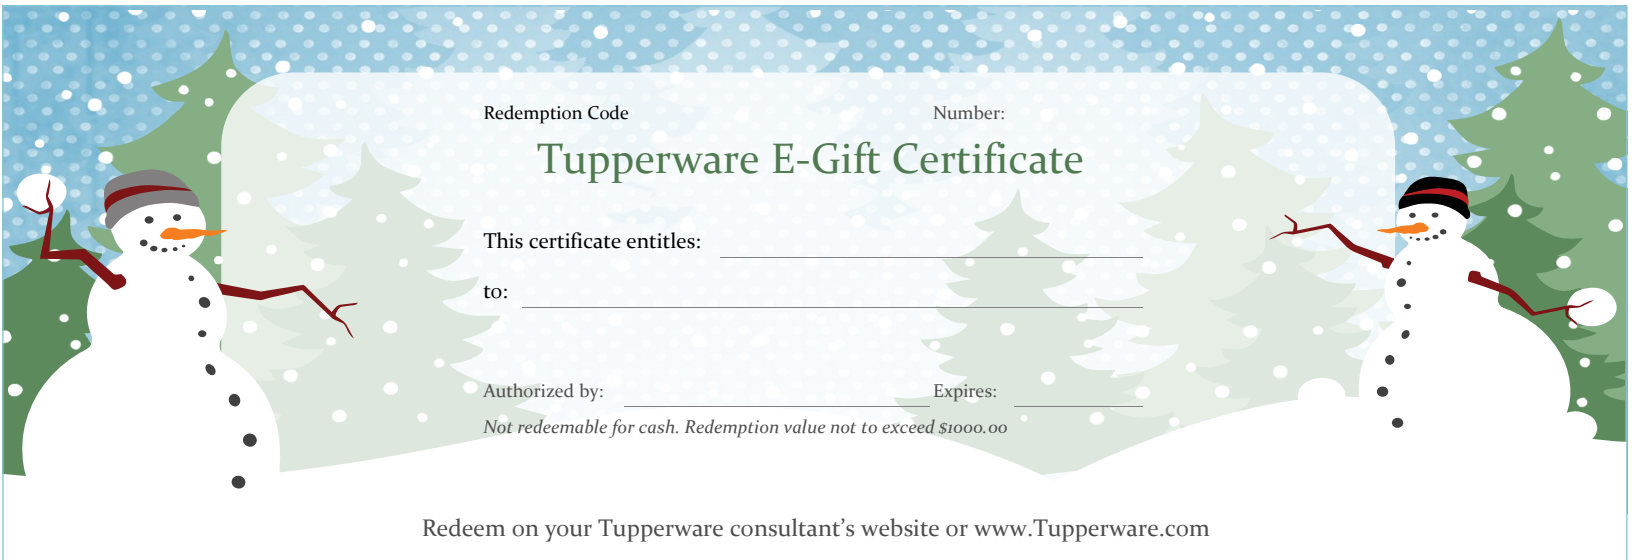 Redemption Code Number:
Tupperware E-Gift Certificate
This certificate entitles:
to:
Authorized by: Expires:
Not redeemable for cash. Redemption value not to exceed $1000.00
Redeem on your Tupperware consultant's website or www.Tupperware.com